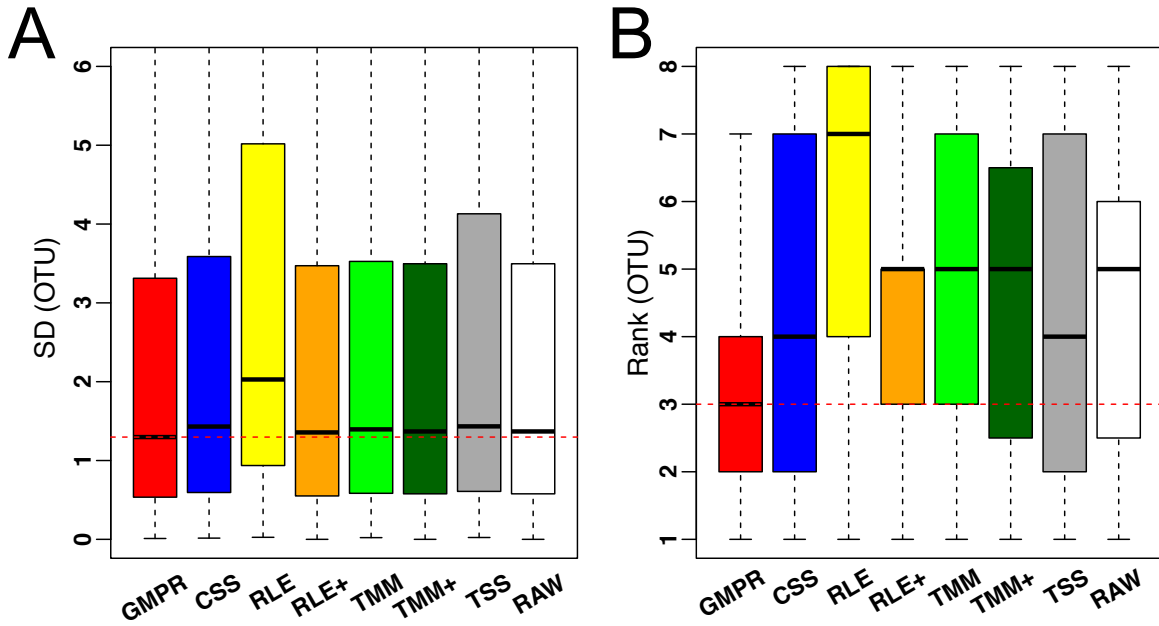 A
SD (OTU)
6
5
4
3
2
1
0
GMPR
CSS
RLE
RLE+
TMM
TMM+
TSS
RAW
B
Rank (OTU)
8
7
6
5
4
3
2
1
GMPR
CSS
RLE
RLE+
TMM
TMM+
TSS
RAW